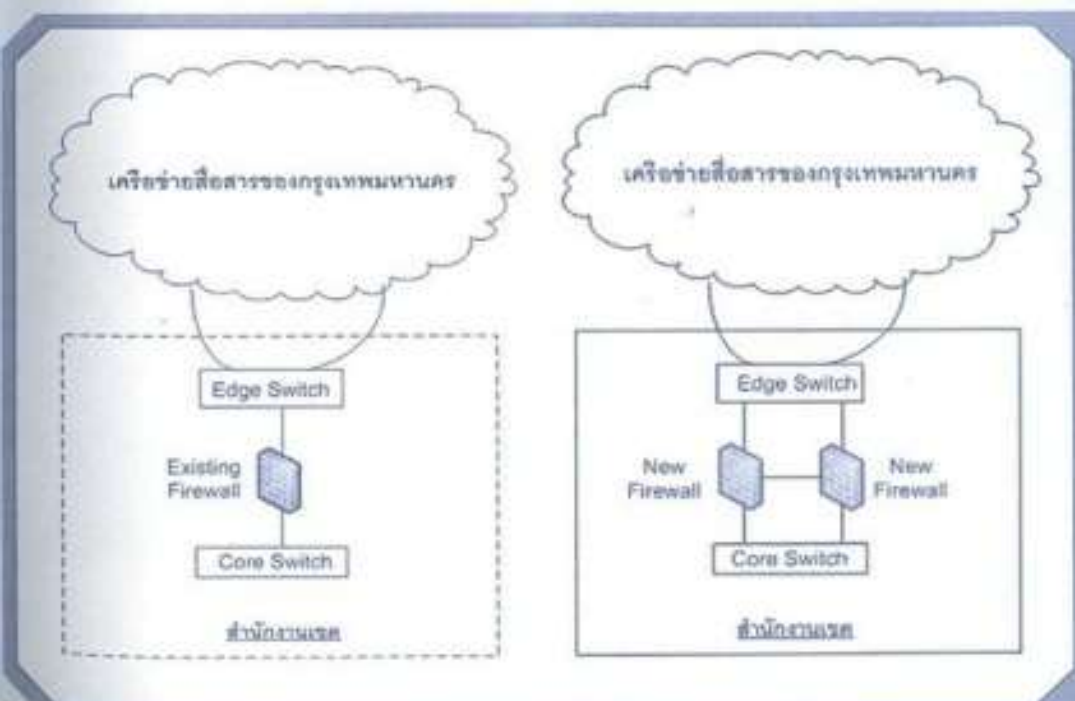 เครือข่ายสื่อสารของกรุงเทพมหานคร
Edge Switch
Existing
Firewall
Core Switch
สำนักงานเขต
เครือข่ายสื่อสารของกรุงเทพมหานคร
Edge Switch
New
Firewall
New
Firewall
Core Switch
สำนักงานเขต